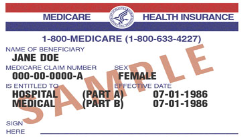 MEDICARE HEALTH INSURANCE
1-800-MEDICARE (1-800-633-4227)
NAME OF BENEFICIARY
JANE DOE
MEDICARE CLAIM NUMBER SEX
000-00-0000-A FEMALE
IS ENTITLED TO EFFECTIVE DATE
HOSPITAL (PART A) 07-01-1986
MEDICAL (PART B) 07-01-1986
SIGN
HERE
SAMPLE